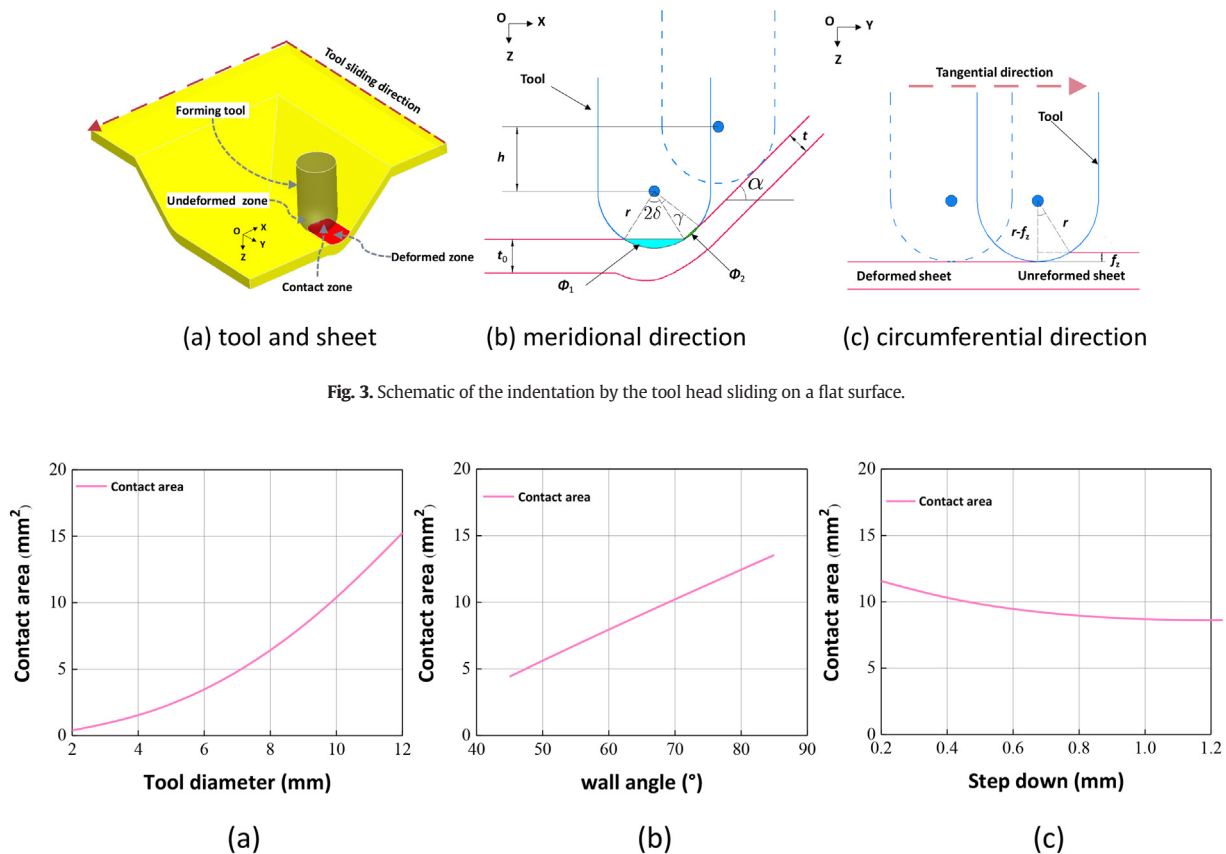 Tool sliding direction
Forming tool
Undeformed zone
O X
Y
Z
Deformed zone
Contact zone
(a) tool and sheet
O X
Z
Tool
h
t
α
r 2δ γ
t₀
Φ₁
Φ₂
(b) meridional direction
O Y
Z
Tangential direction
Tool
r-fz r
fz
Deformed sheet Unreformed sheet
(c) circumferential direction
Fig. 3. Schematic of the indentation by the tool head sliding on a flat surface.
Contact area (mm²)
20
15
10
5
0
Contact area
2 4 6 8 10 12
Tool diameter (mm)
(a)
Contact area (mm²)
20
15
10
5
0
Contact area
40 50 60 70 80 90
wall angle (°)
(b)
Contact area (mm²)
20
15
10
5
0
Contact area
0.2 0.4 0.6 0.8 1.0 1.2
Step down (mm)
(c)